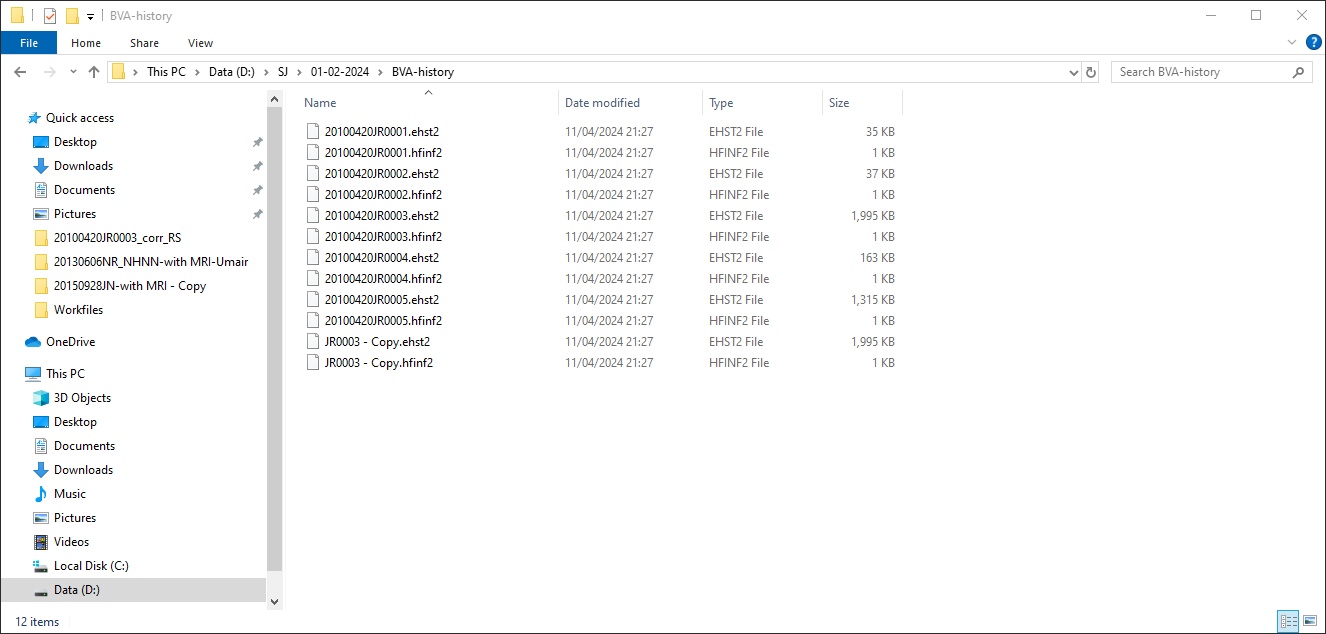 BVA-history
File Home Share View
This PC Data (D:) SJ 01-02-2024 BVA-history
Search BVA-history
Quick access
Desktop
Downloads
Documents
Pictures
20100420JR0003_corr_RS
20130606NR_NHNN-with MRI-Umair
20150928JN-with MRI - Copy
Workfiles
OneDrive
This PC
3D Objects
Desktop
Documents
Downloads
Music
Pictures
Videos
Local Disk (C:)
Data (D:)
Name Date modified Type Size
20100420JR0001.ehst2 11/04/2024 21:27 EHST2 File 35 KB
20100420JR0001.hfinf2 11/04/2024 21:27 HFINF2 File 1 KB
20100420JR0002.ehst2 11/04/2024 21:27 EHST2 File 37 KB
20100420JR0002.hfinf2 11/04/2024 21:27 HFINF2 File 1 KB
20100420JR0003.ehst2 11/04/2024 21:27 EHST2 File 1,995 KB
20100420JR0003.hfinf2 11/04/2024 21:27 HFINF2 File 1 KB
20100420JR0004.ehst2 11/04/2024 21:27 EHST2 File 163 KB
20100420JR0004.hfinf2 11/04/2024 21:27 HFINF2 File 1 KB
20100420JR0005.ehst2 11/04/2024 21:27 EHST2 File 1,315 KB
20100420JR0005.hfinf2 11/04/2024 21:27 HFINF2 File 1 KB
JR0003 - Copy.ehst2 11/04/2024 21:27 EHST2 File 1,995 KB
JR0003 - Copy.hfinf2 11/04/2024 21:27 HFINF2 File 1 KB
12 items